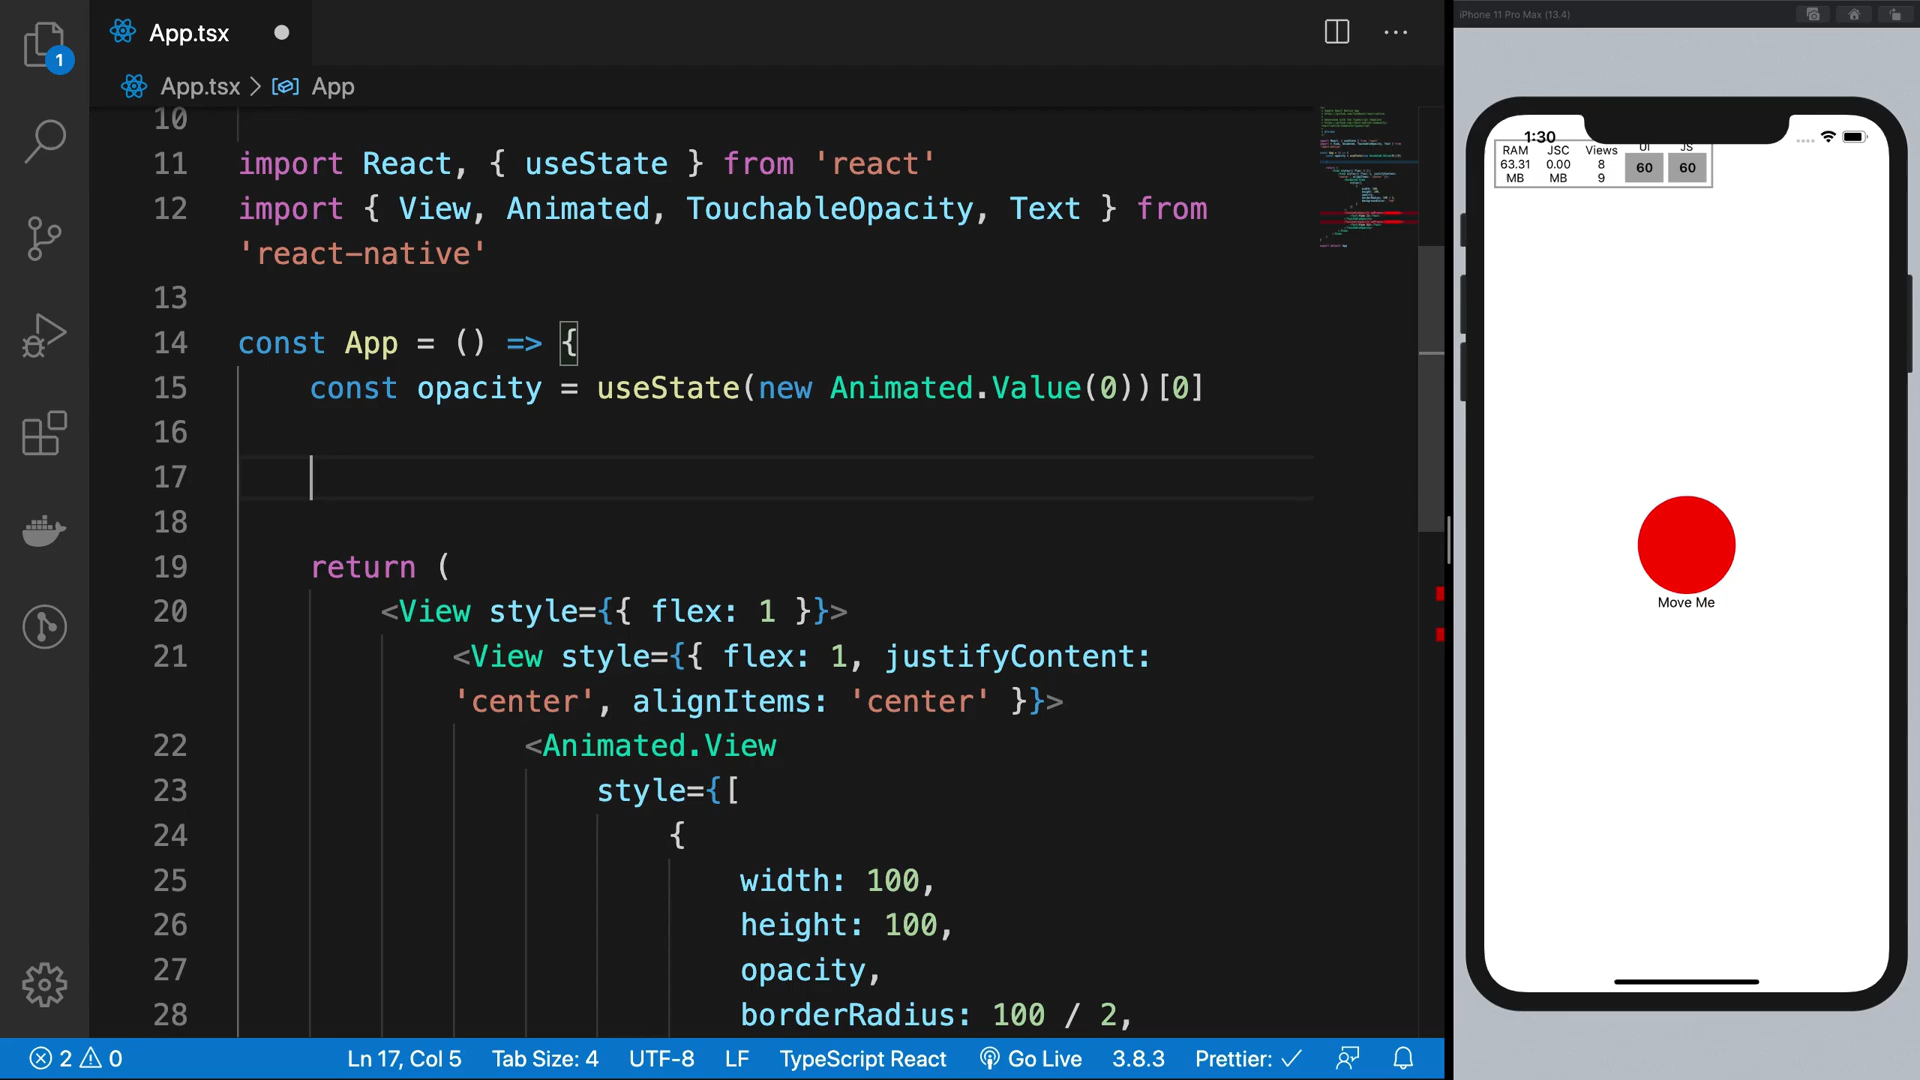 App.tsx
1
App.tsx > App
10
11 import React, { useState } from 'react'
12 import { View, Animated, TouchableOpacity, Text } from
'react-native'
13
14 const App = () => {
15 const opacity = useState(new Animated.Value(0))[0]
16
17
18
19 return (
20 <View style={{ flex: 1 }}>
21 <View style={{ flex: 1, justifyContent:
'center', alignItems: 'center' }}>
22 <Animated.View
23 style={[
24 {
25 width: 100,
26 height: 100,
27 opacity,
28 borderRadius: 100 / 2,
2 0 Ln 17, Col 5 Tab Size: 4 UTF-8 LF TypeScript React Go Live 3.8.3 Prettier: ✓
iPhone 11 Pro Max (13.4)
1:30
RAM JSC Views UI JS
63.31 0.00 8 60 60
MB MB 9
Move Me